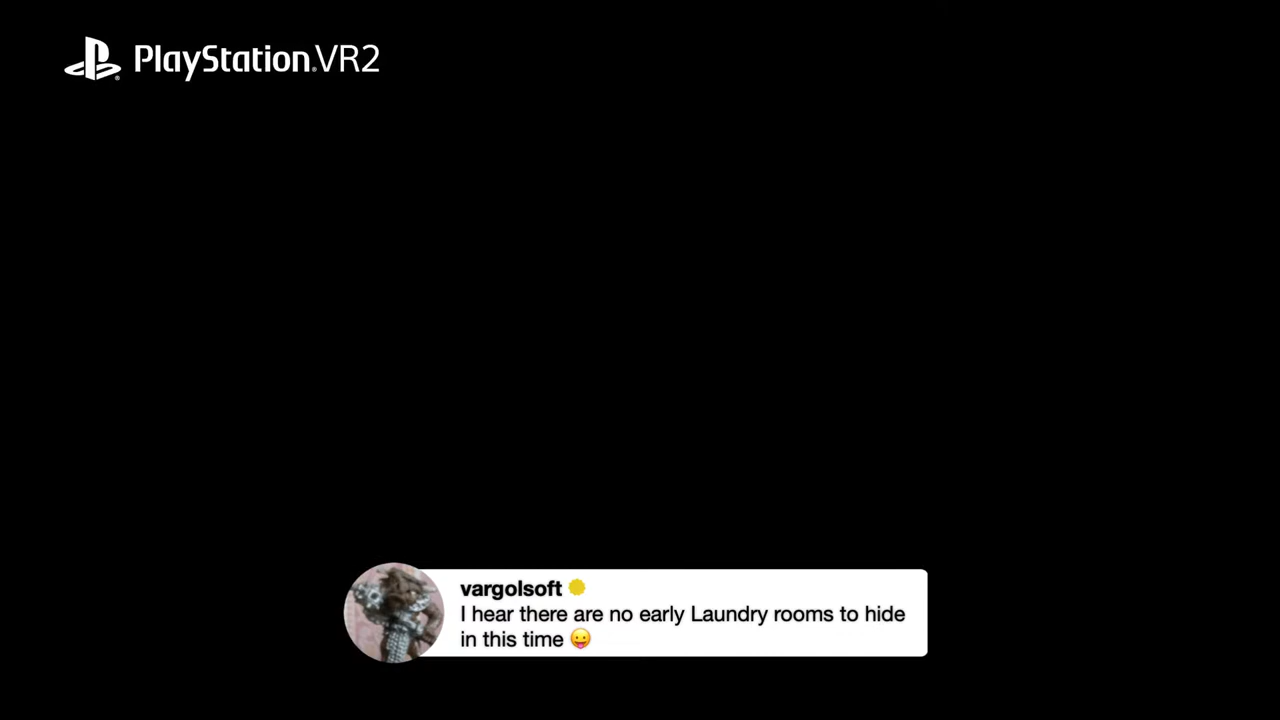 PlayStation®VR2
vargolsoft
I hear there are no early Laundry rooms to hide
in this time 😛